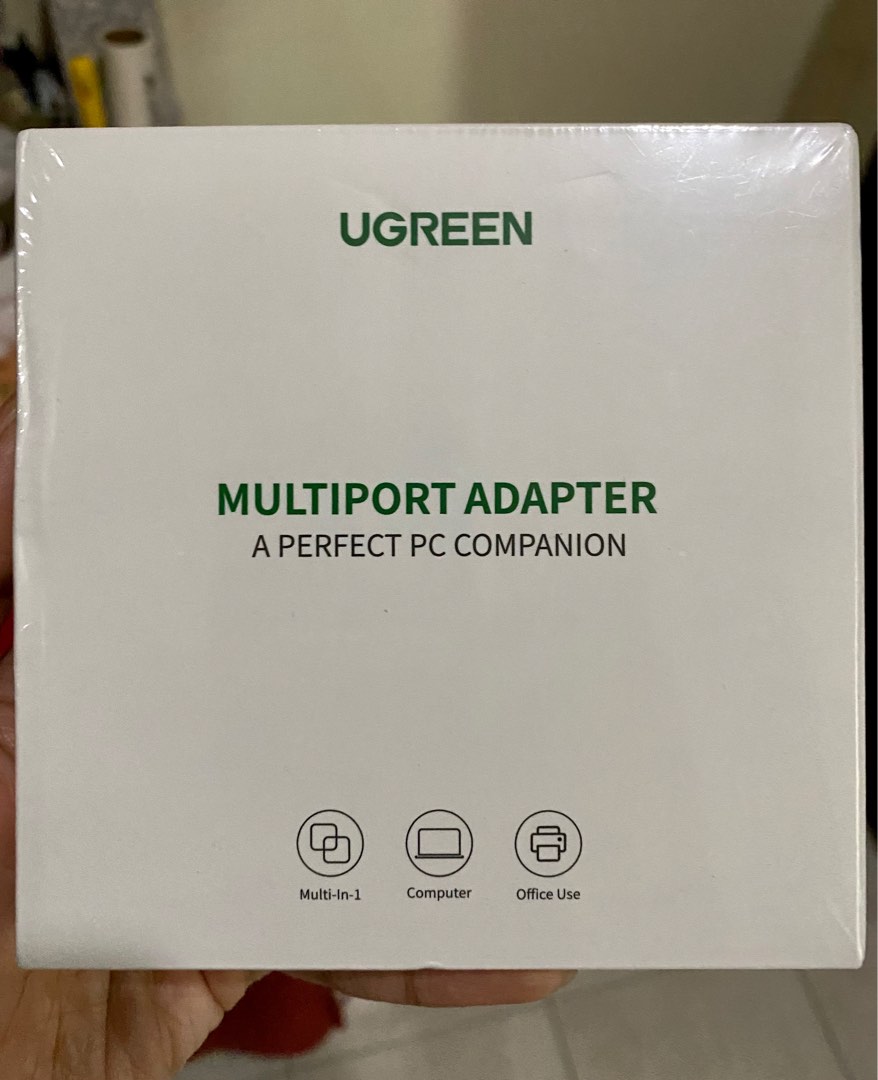 UGREEN
MULTIPORT ADAPTER
A PERFECT PC COMPANION
Multi-In-1
Computer
Office Use